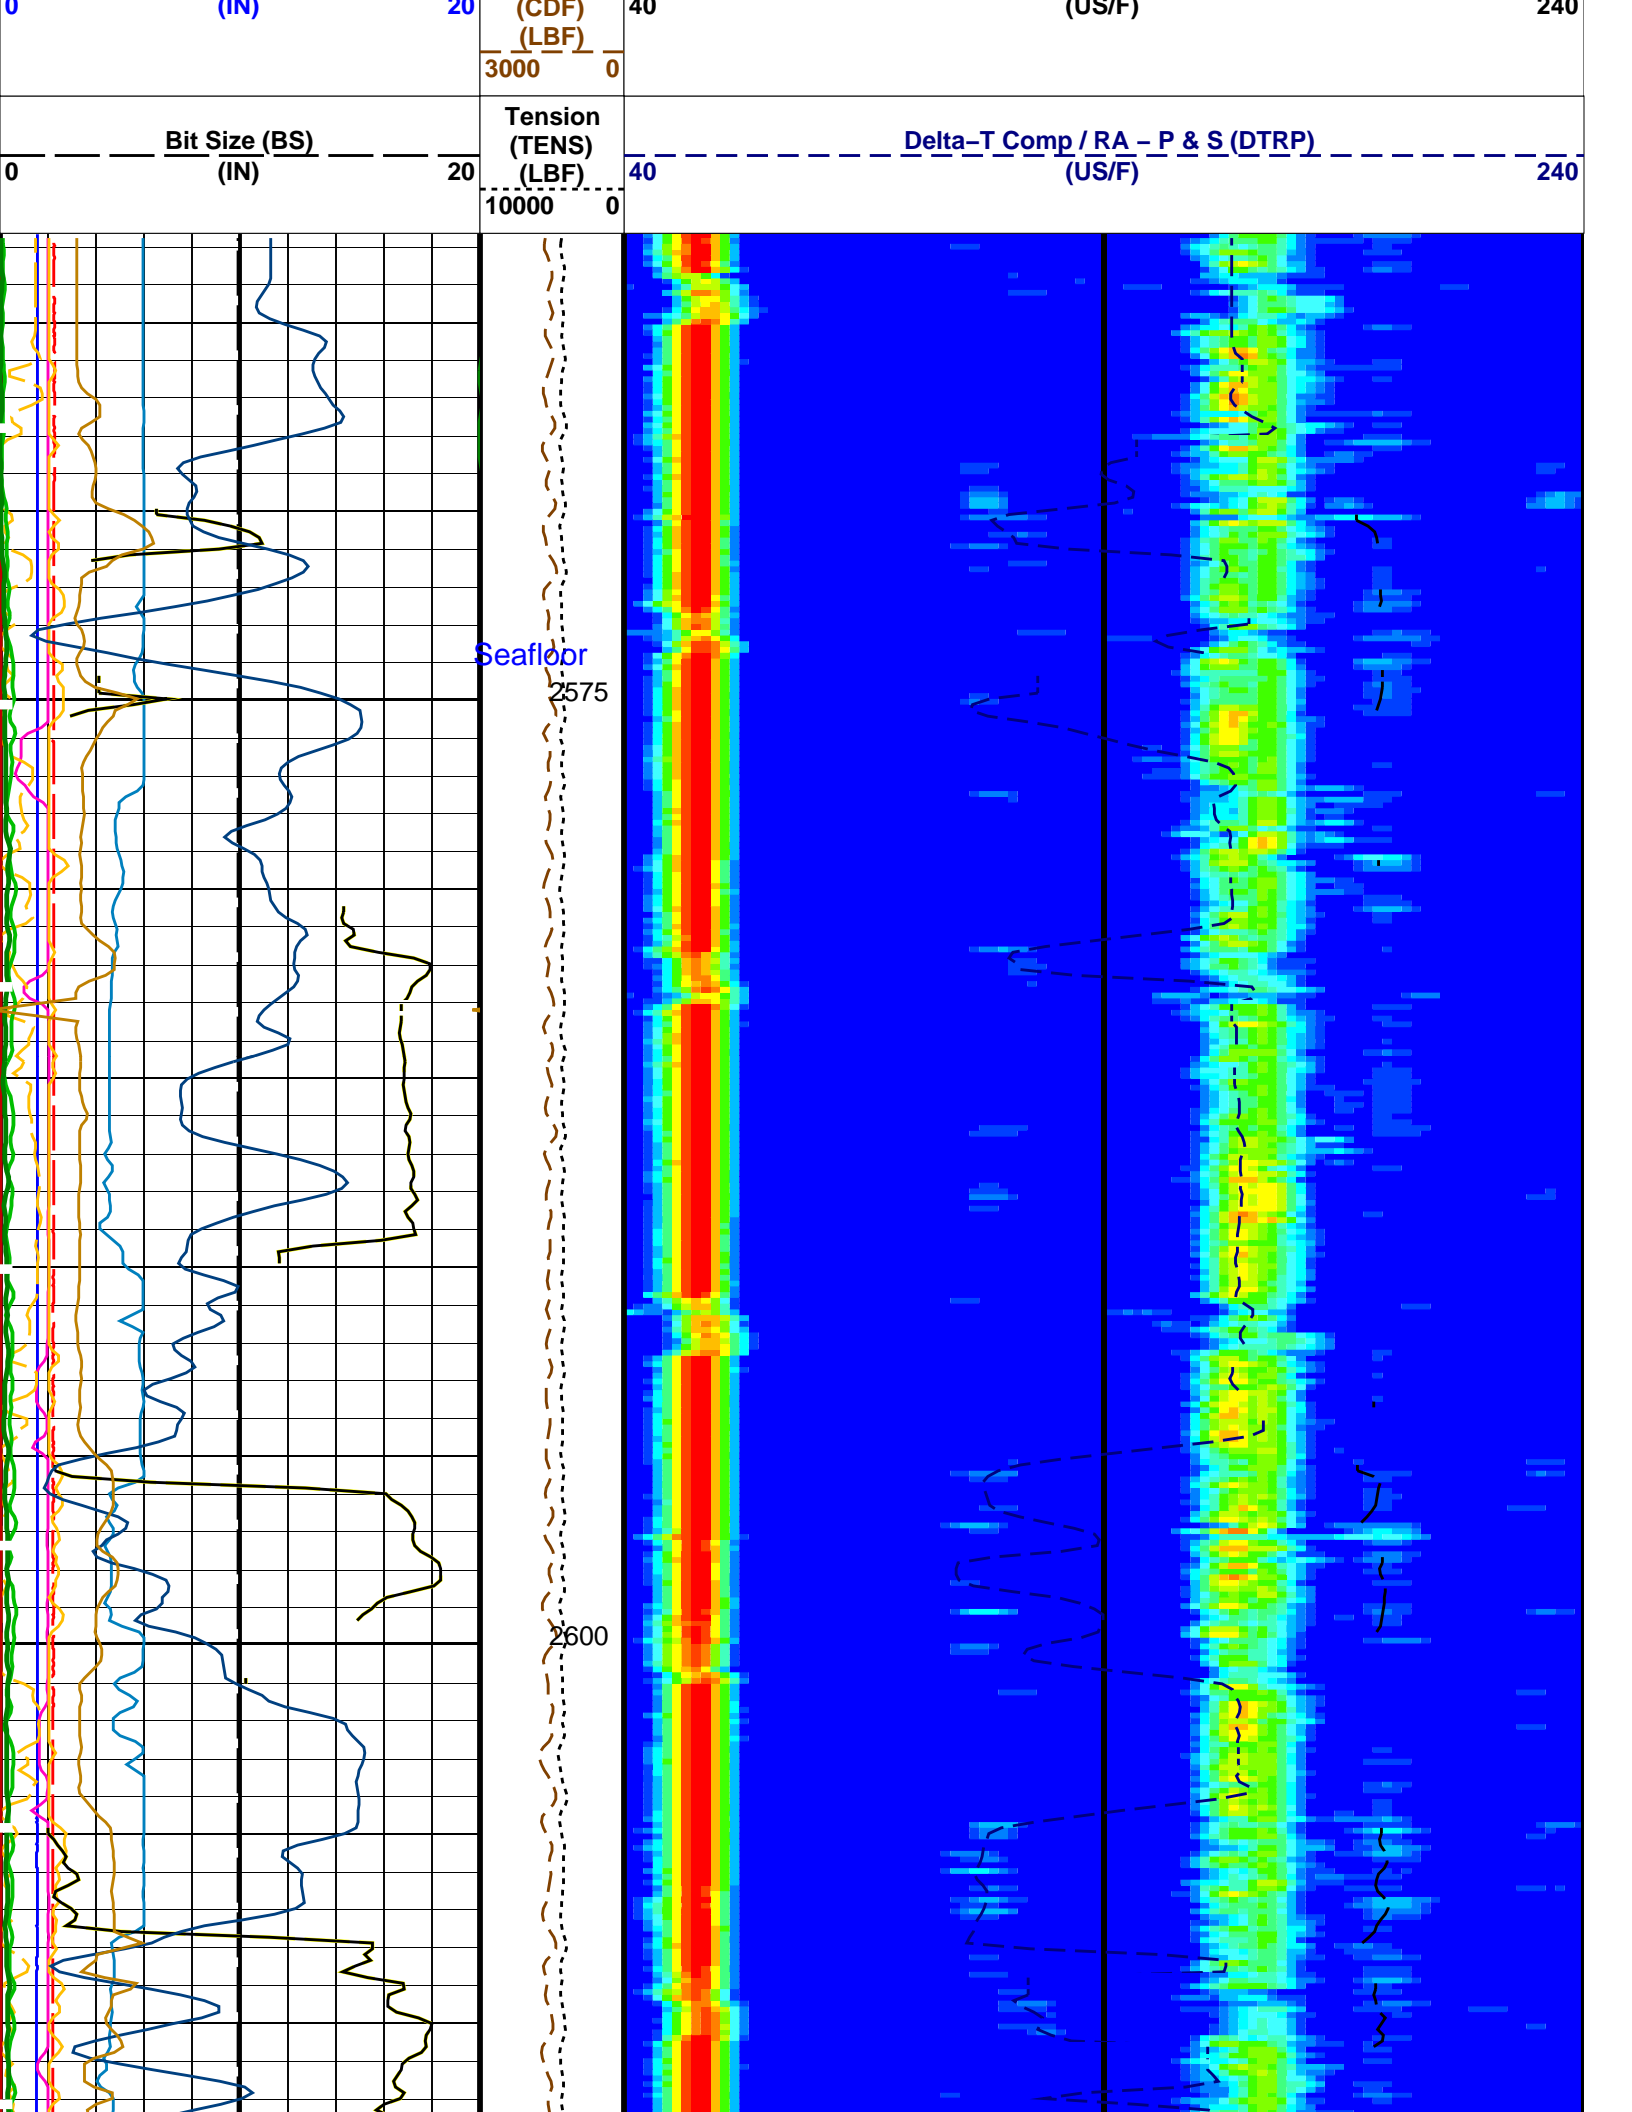 0 (IN) 20
(CDF)
(LBF)
3000 0
40 (US/F) 240
Bit Size (BS)
0 (IN) 20
Tension
(TENS)
(LBF)
10000 0
Delta–T Comp / RA – P & S (DTRP)
40 (US/F) 240
Seafloor
2575
2600